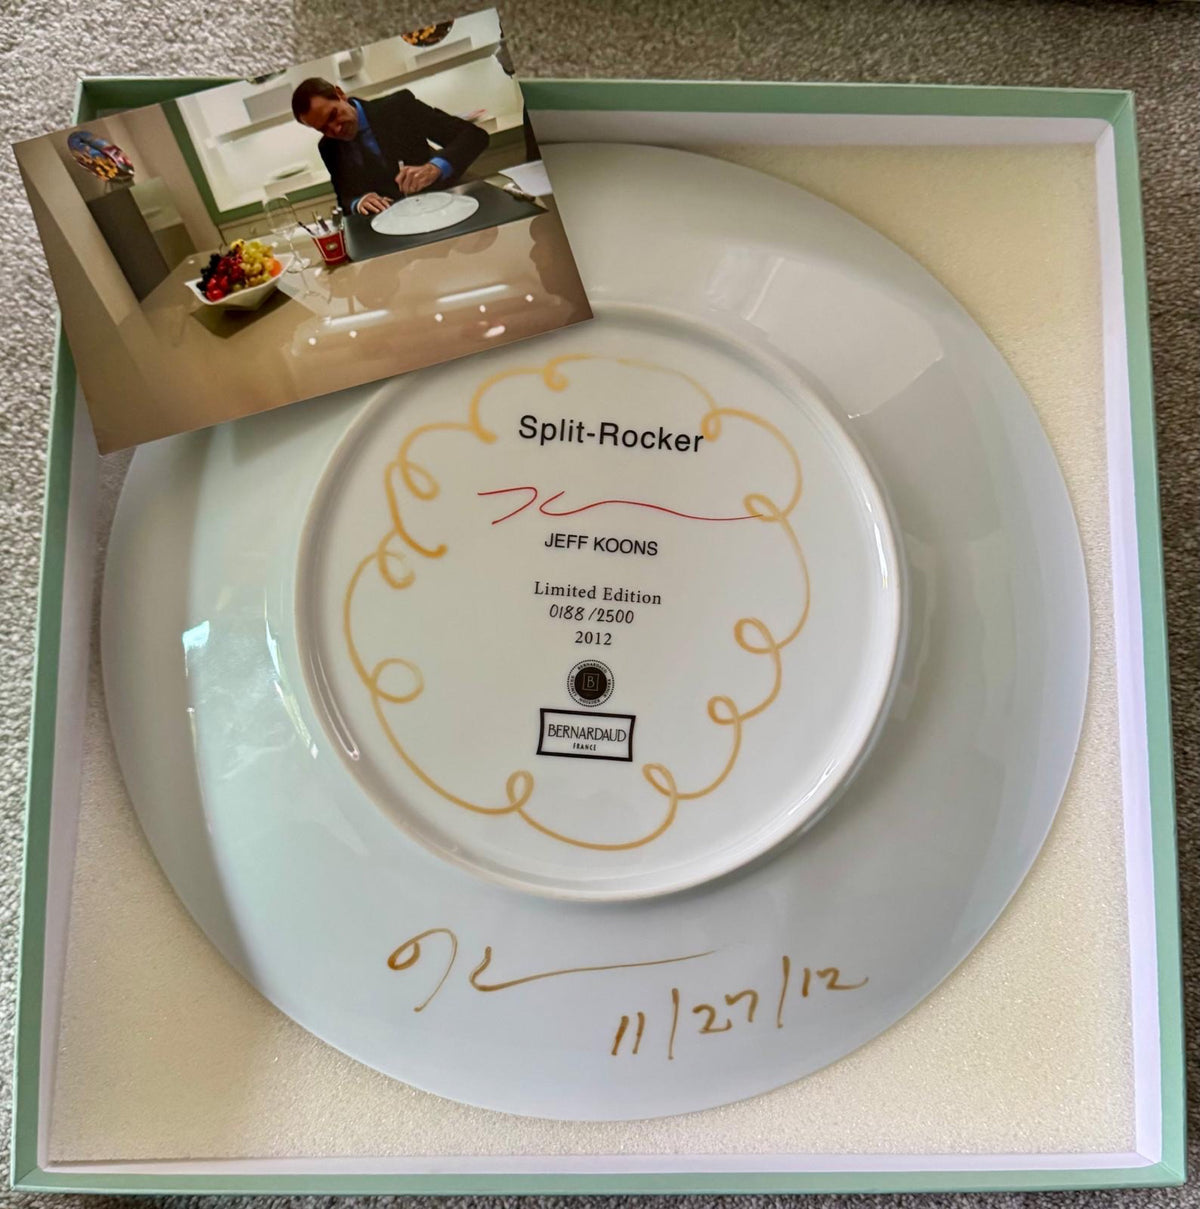 Split-Rocker
JEFF KOONS
Limited Edition
0188/2500
2012
B
BERNARDAUD
FRANCE
11/27/12